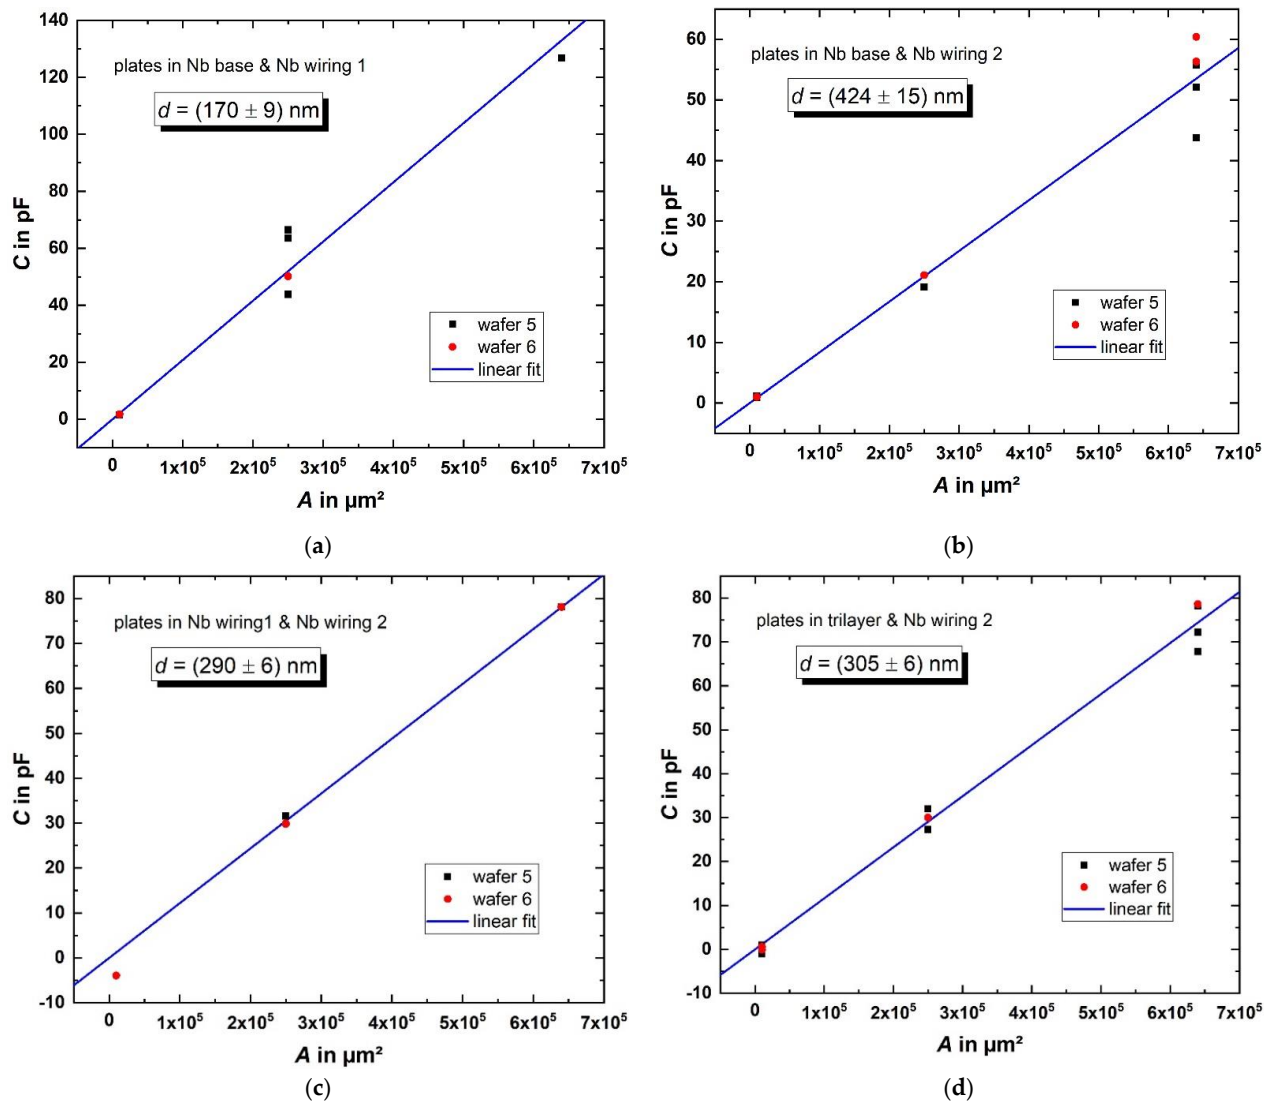 140
120
100
80
60
40
20
0
C in pF
plates in Nb base & Nb wiring 1
d = (170 ± 9) nm
wafer 5
wafer 6
linear fit
0 1x10⁵ 2x10⁵ 3x10⁵ 4x10⁵ 5x10⁵ 6x10⁵ 7x10⁵
A in µm²
(a)
60
50
40
30
20
10
0
C in pF
plates in Nb base & Nb wiring 2
d = (424 ± 15) nm
wafer 5
wafer 6
linear fit
0 1x10⁵ 2x10⁵ 3x10⁵ 4x10⁵ 5x10⁵ 6x10⁵ 7x10⁵
A in µm²
(b)
80
70
60
50
40
30
20
10
0
-10
C in pF
plates in Nb wiring1 & Nb wiring 2
d = (290 ± 6) nm
wafer 5
wafer 6
linear fit
0 1x10⁵ 2x10⁵ 3x10⁵ 4x10⁵ 5x10⁵ 6x10⁵ 7x10⁵
A in µm²
(c)
80
70
60
50
40
30
20
10
0
-10
C in pF
plates in trilayer & Nb wiring 2
d = (305 ± 6) nm
wafer 5
wafer 6
linear fit
0 1x10⁵ 2x10⁵ 3x10⁵ 4x10⁵ 5x10⁵ 6x10⁵ 7x10⁵
A in µm²
(d)